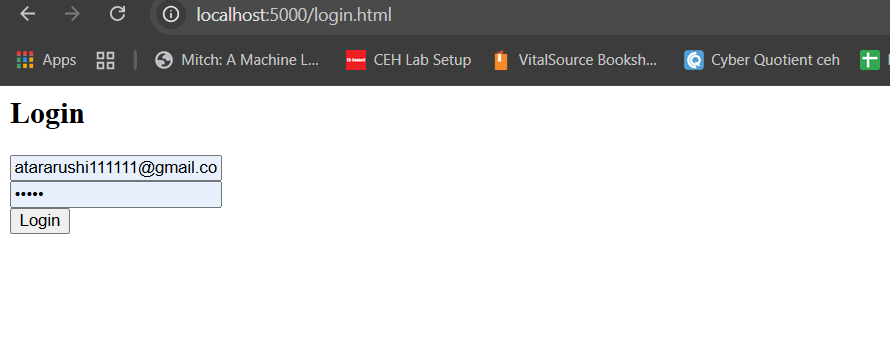 localhost:5000/login.html
Apps Mitch: A Machine L... CEH Lab Setup VitalSource Booksh... Cyber Quotient ceh
Login
atararushi111111@gmail.co
•••••
Login